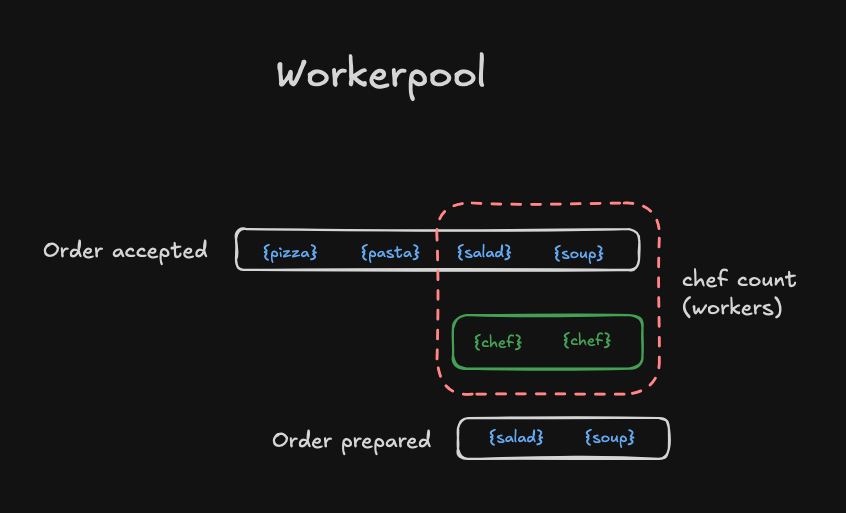 Workerpool
Order accepted {pizza} {pasta} {salad} {soup}
chef count
(workers)
{chef} {chef}
Order prepared {salad} {soup}